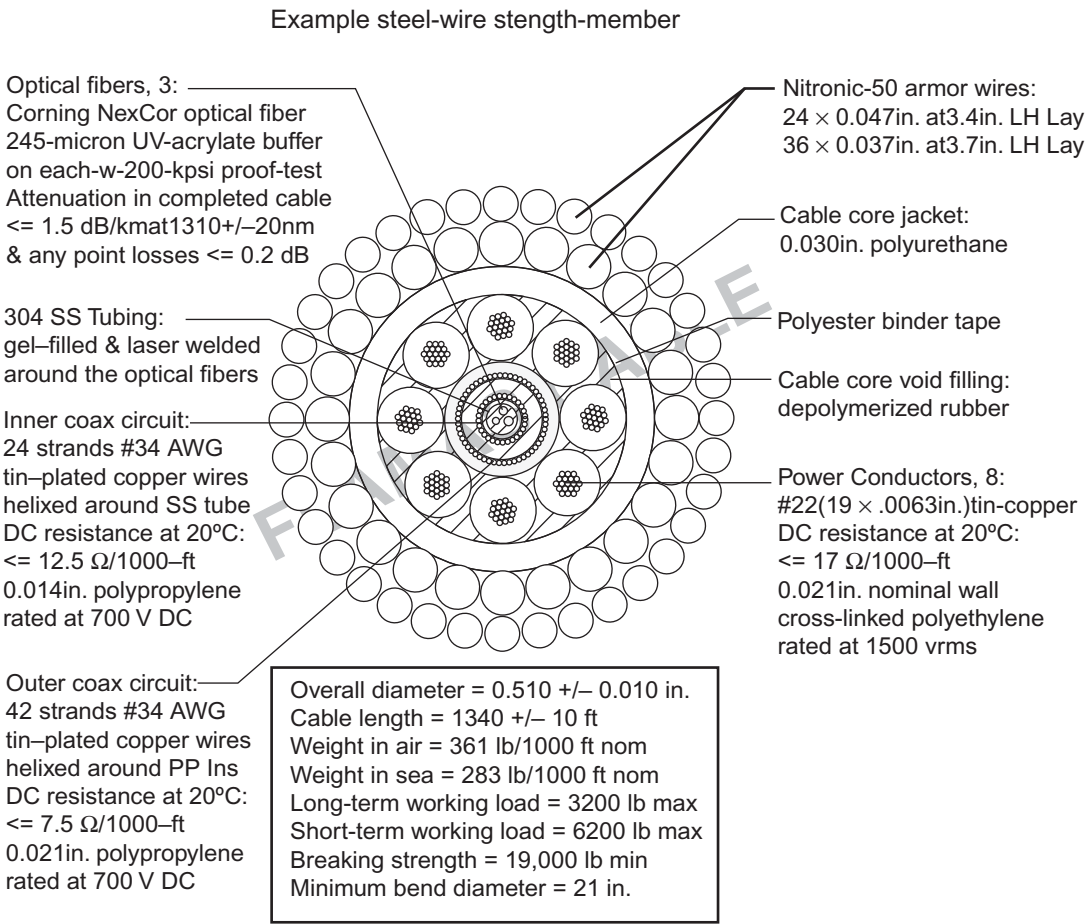 Example steel-wire stength-member
Optical fibers, 3:
Corning NexCor optical fiber
245-micron UV-acrylate buffer
on each-w-200-kpsi proof-test
Attenuation in completed cable
<= 1.5 dB/kmat1310+/–20nm
& any point losses <= 0.2 dB
304 SS Tubing:
gel–filled & laser welded
around the optical fibers
Inner coax circuit:
24 strands #34 AWG
tin–plated copper wires
helixed around SS tube
DC resistance at 20ºC:
<= 12.5 Ω/1000–ft
0.014in. polypropylene
rated at 700 V DC
Outer coax circuit:
42 strands #34 AWG
tin–plated copper wires
helixed around PP Ins
DC resistance at 20ºC:
<= 7.5 Ω/1000–ft
0.021in. polypropylene
rated at 700 V DC
Nitronic-50 armor wires:
24 × 0.047in. at3.4in. LH Lay
36 × 0.037in. at3.7in. LH Lay
Cable core jacket:
0.030in. polyurethane
Polyester binder tape
Cable core void filling:
depolymerized rubber
Power Conductors, 8:
#22(19 × .0063in.)tin-copper
DC resistance at 20ºC:
<= 17 Ω/1000–ft
0.021in. nominal wall
cross-linked polyethylene
rated at 1500 vrms
Overall diameter = 0.510 +/– 0.010 in.
Cable length = 1340 +/– 10 ft
Weight in air = 361 lb/1000 ft nom
Weight in sea = 283 lb/1000 ft nom
Long-term working load = 3200 lb max
Short-term working load = 6200 lb max
Breaking strength = 19,000 lb min
Minimum bend diameter = 21 in.